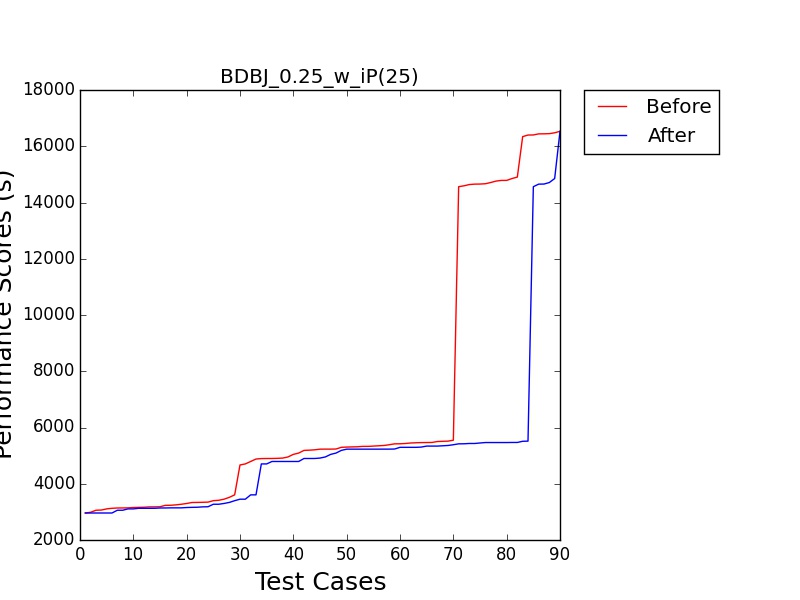 BDBJ_0.25_w_iP(25)
Before
After
18000
16000
14000
12000
10000
8000
6000
4000
2000
Performance Scores (s)
0 10 20 30 40 50 60 70 80 90
Test Cases